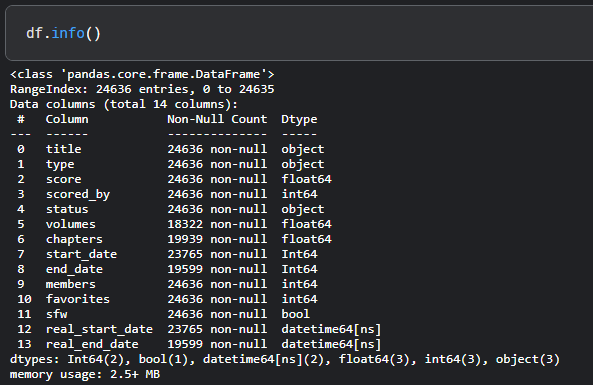 df.info()
<class 'pandas.core.frame.DataFrame'>
RangeIndex: 24636 entries, 0 to 24635
Data columns (total 14 columns):
 #   Column           Non-Null Count  Dtype
---  ------           --------------  -----
 0   title            24636 non-null  object
 1   type             24636 non-null  object
 2   score            24636 non-null  float64
 3   scored_by        24636 non-null  int64
 4   status           24636 non-null  object
 5   volumes          18322 non-null  float64
 6   chapters         19939 non-null  float64
 7   start_date       23765 non-null  Int64
 8   end_date         19599 non-null  Int64
 9   members          24636 non-null  int64
 10  favorites        24636 non-null  int64
 11  sfw              24636 non-null  bool
 12  real_start_date  23765 non-null  datetime64[ns]
 13  real_end_date    19599 non-null  datetime64[ns]
dtypes: Int64(2), bool(1), datetime64[ns](2), float64(3), int64(3), object(3)
memory usage: 2.5+ MB